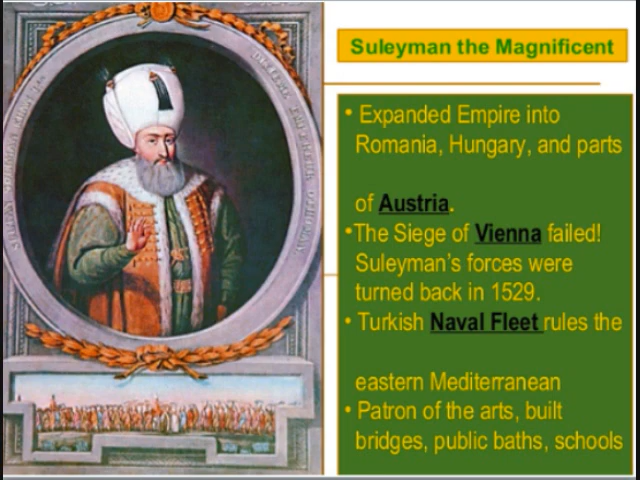 Suleyman the Magnificent
• Expanded Empire into
Romania, Hungary, and parts
of Austria.
•The Siege of Vienna failed!
Suleyman's forces were
turned back in 1529.
• Turkish Naval Fleet rules the
eastern Mediterranean
• Patron of the arts, built
bridges, public baths, schools